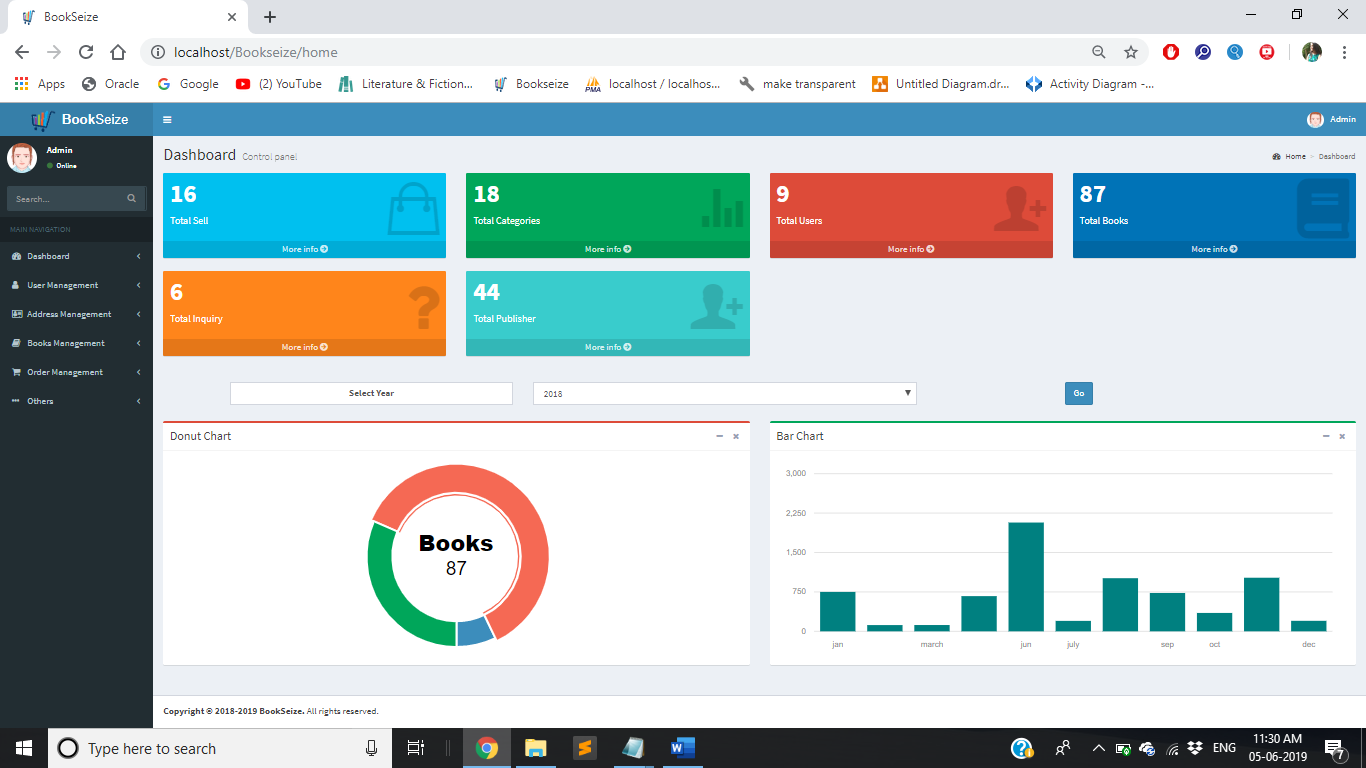 BookSeize
localhost/Bookseize/home
Apps Oracle Google (2) YouTube Literature & Fiction... Bookseize localhost / localhos... make transparent Untitled Diagram.dr... Activity Diagram -...
PMA
BookSeize Admin
Admin
Online
Search...
MAIN NAVIGATION
Dashboard
User Management
Address Management
Books Management
Order Management
Others
Dashboard Control panel
Home > Dashboard
16
Total Sell
More info
18
Total Categories
More info
9
Total Users
More info
87
Total Books
More info
6
Total Inquiry
More info
44
Total Publisher
More info
Select Year 2018 Go
Donut Chart
Books
87
Bar Chart
3,000
2,250
1,500
750
0
jan march jun july sep oct dec
Copyright © 2018-2019 BookSeize. All rights reserved.
Type here to search
ENG
11:30 AM
05-06-2019
7